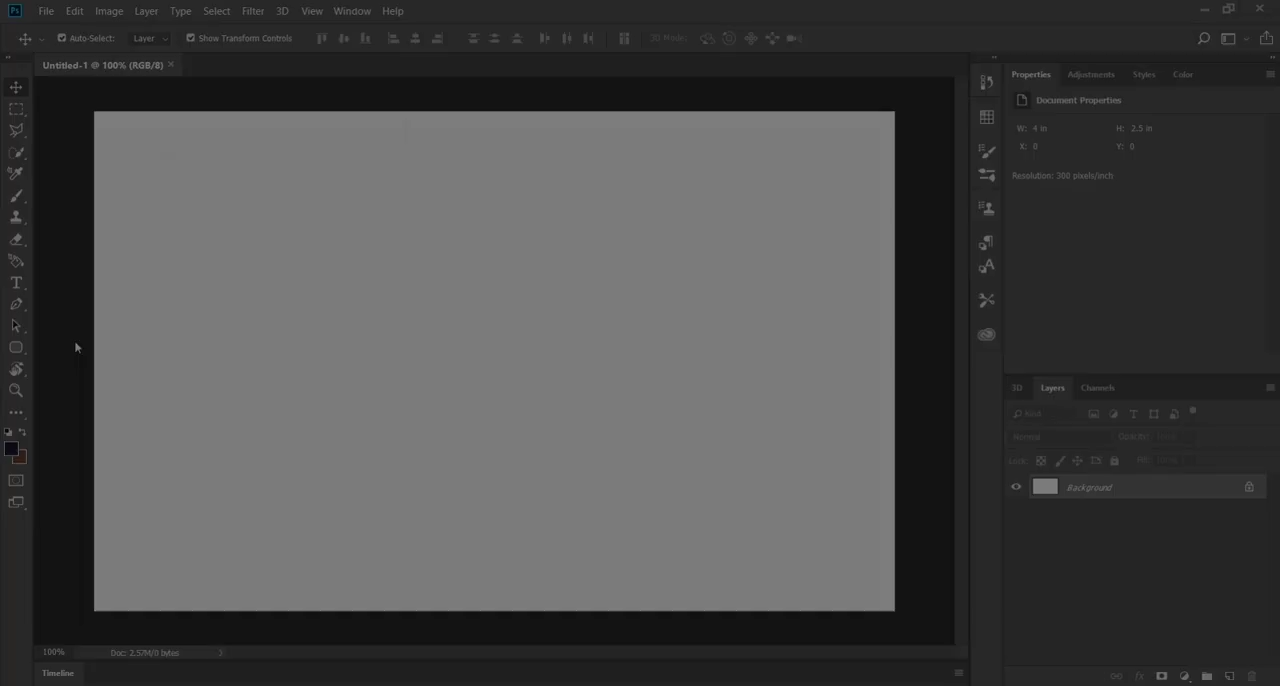 Ps File Edit Image Layer Type Select Filter 3D View Window Help
Auto-Select: Layer Show Transform Controls 3D Mode:
Untitled-1 @ 100% (RGB/8)
Properties Adjustments Styles Color
Document Properties
W: 4 in H: 2.5 in
X: 0 Y: 0
Resolution: 300 pixels/inch
3D Layers Channels
Kind
Normal Opacity: 100%
Lock: Fill: 100%
Background
100% Doc: 2.57M/0 bytes
Timeline